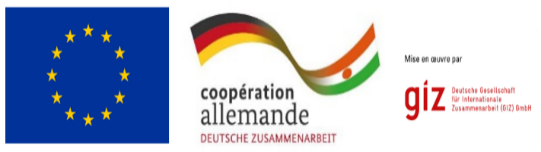 coopération
allemande
DEUTSCHE ZUSAMMENARBEIT
Mise en œuvre par
giz
Deutsche Gesellschaft
für Internationale
Zusammenarbeit (GIZ) GmbH